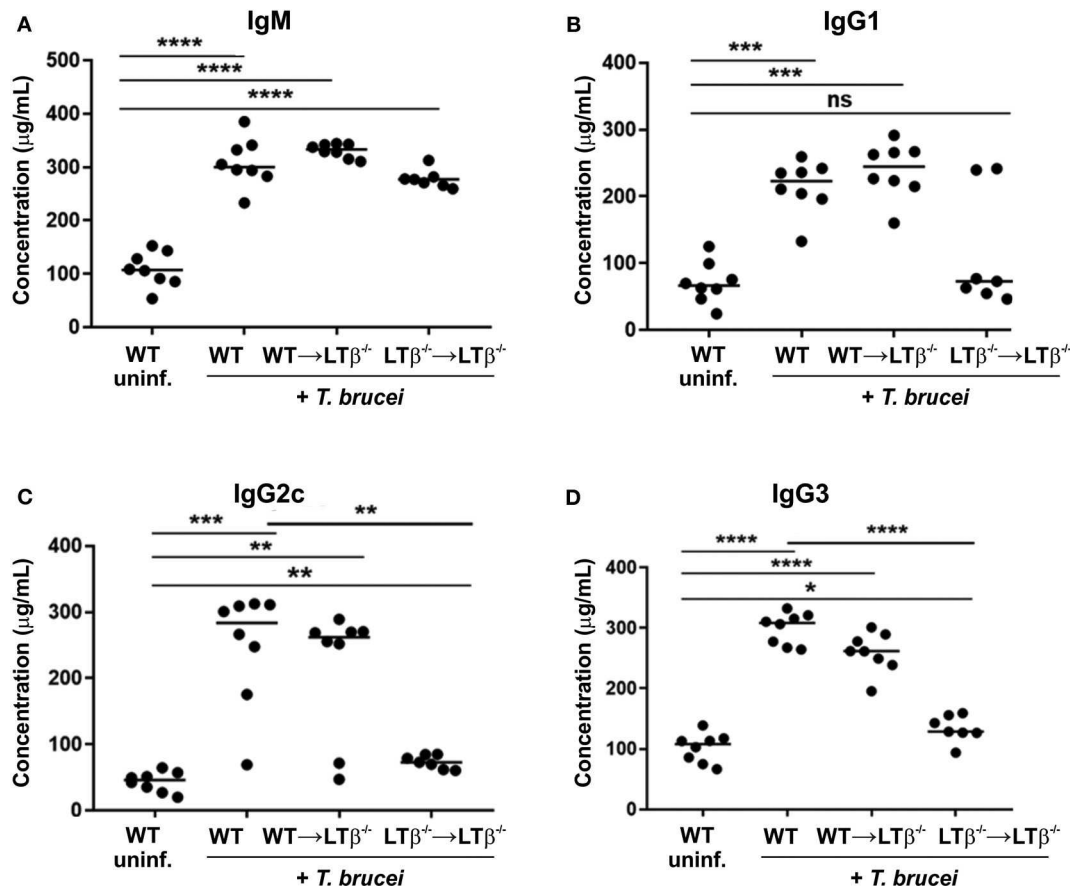 A
IgM
****
****
****
500
400
300
200
100
0
Concentration (μg/mL)
WT uninf.
WT
WT→LTβ-/-
LTβ-/-→LTβ-/-
+ T. brucei
B
IgG1
***
***
ns
400
300
200
100
0
Concentration (μg/mL)
WT uninf.
WT
WT→LTβ-/-
LTβ-/-→LTβ-/-
+ T. brucei
C
IgG2c
***
**
**
**
400
300
200
100
0
Concentration (μg/mL)
WT uninf.
WT
WT→LTβ-/-
LTβ-/-→LTβ-/-
+ T. brucei
D
IgG3
****
****
****
*
400
300
200
100
0
Concentration (μg/mL)
WT uninf.
WT
WT→LTβ-/-
LTβ-/-→LTβ-/-
+ T. brucei